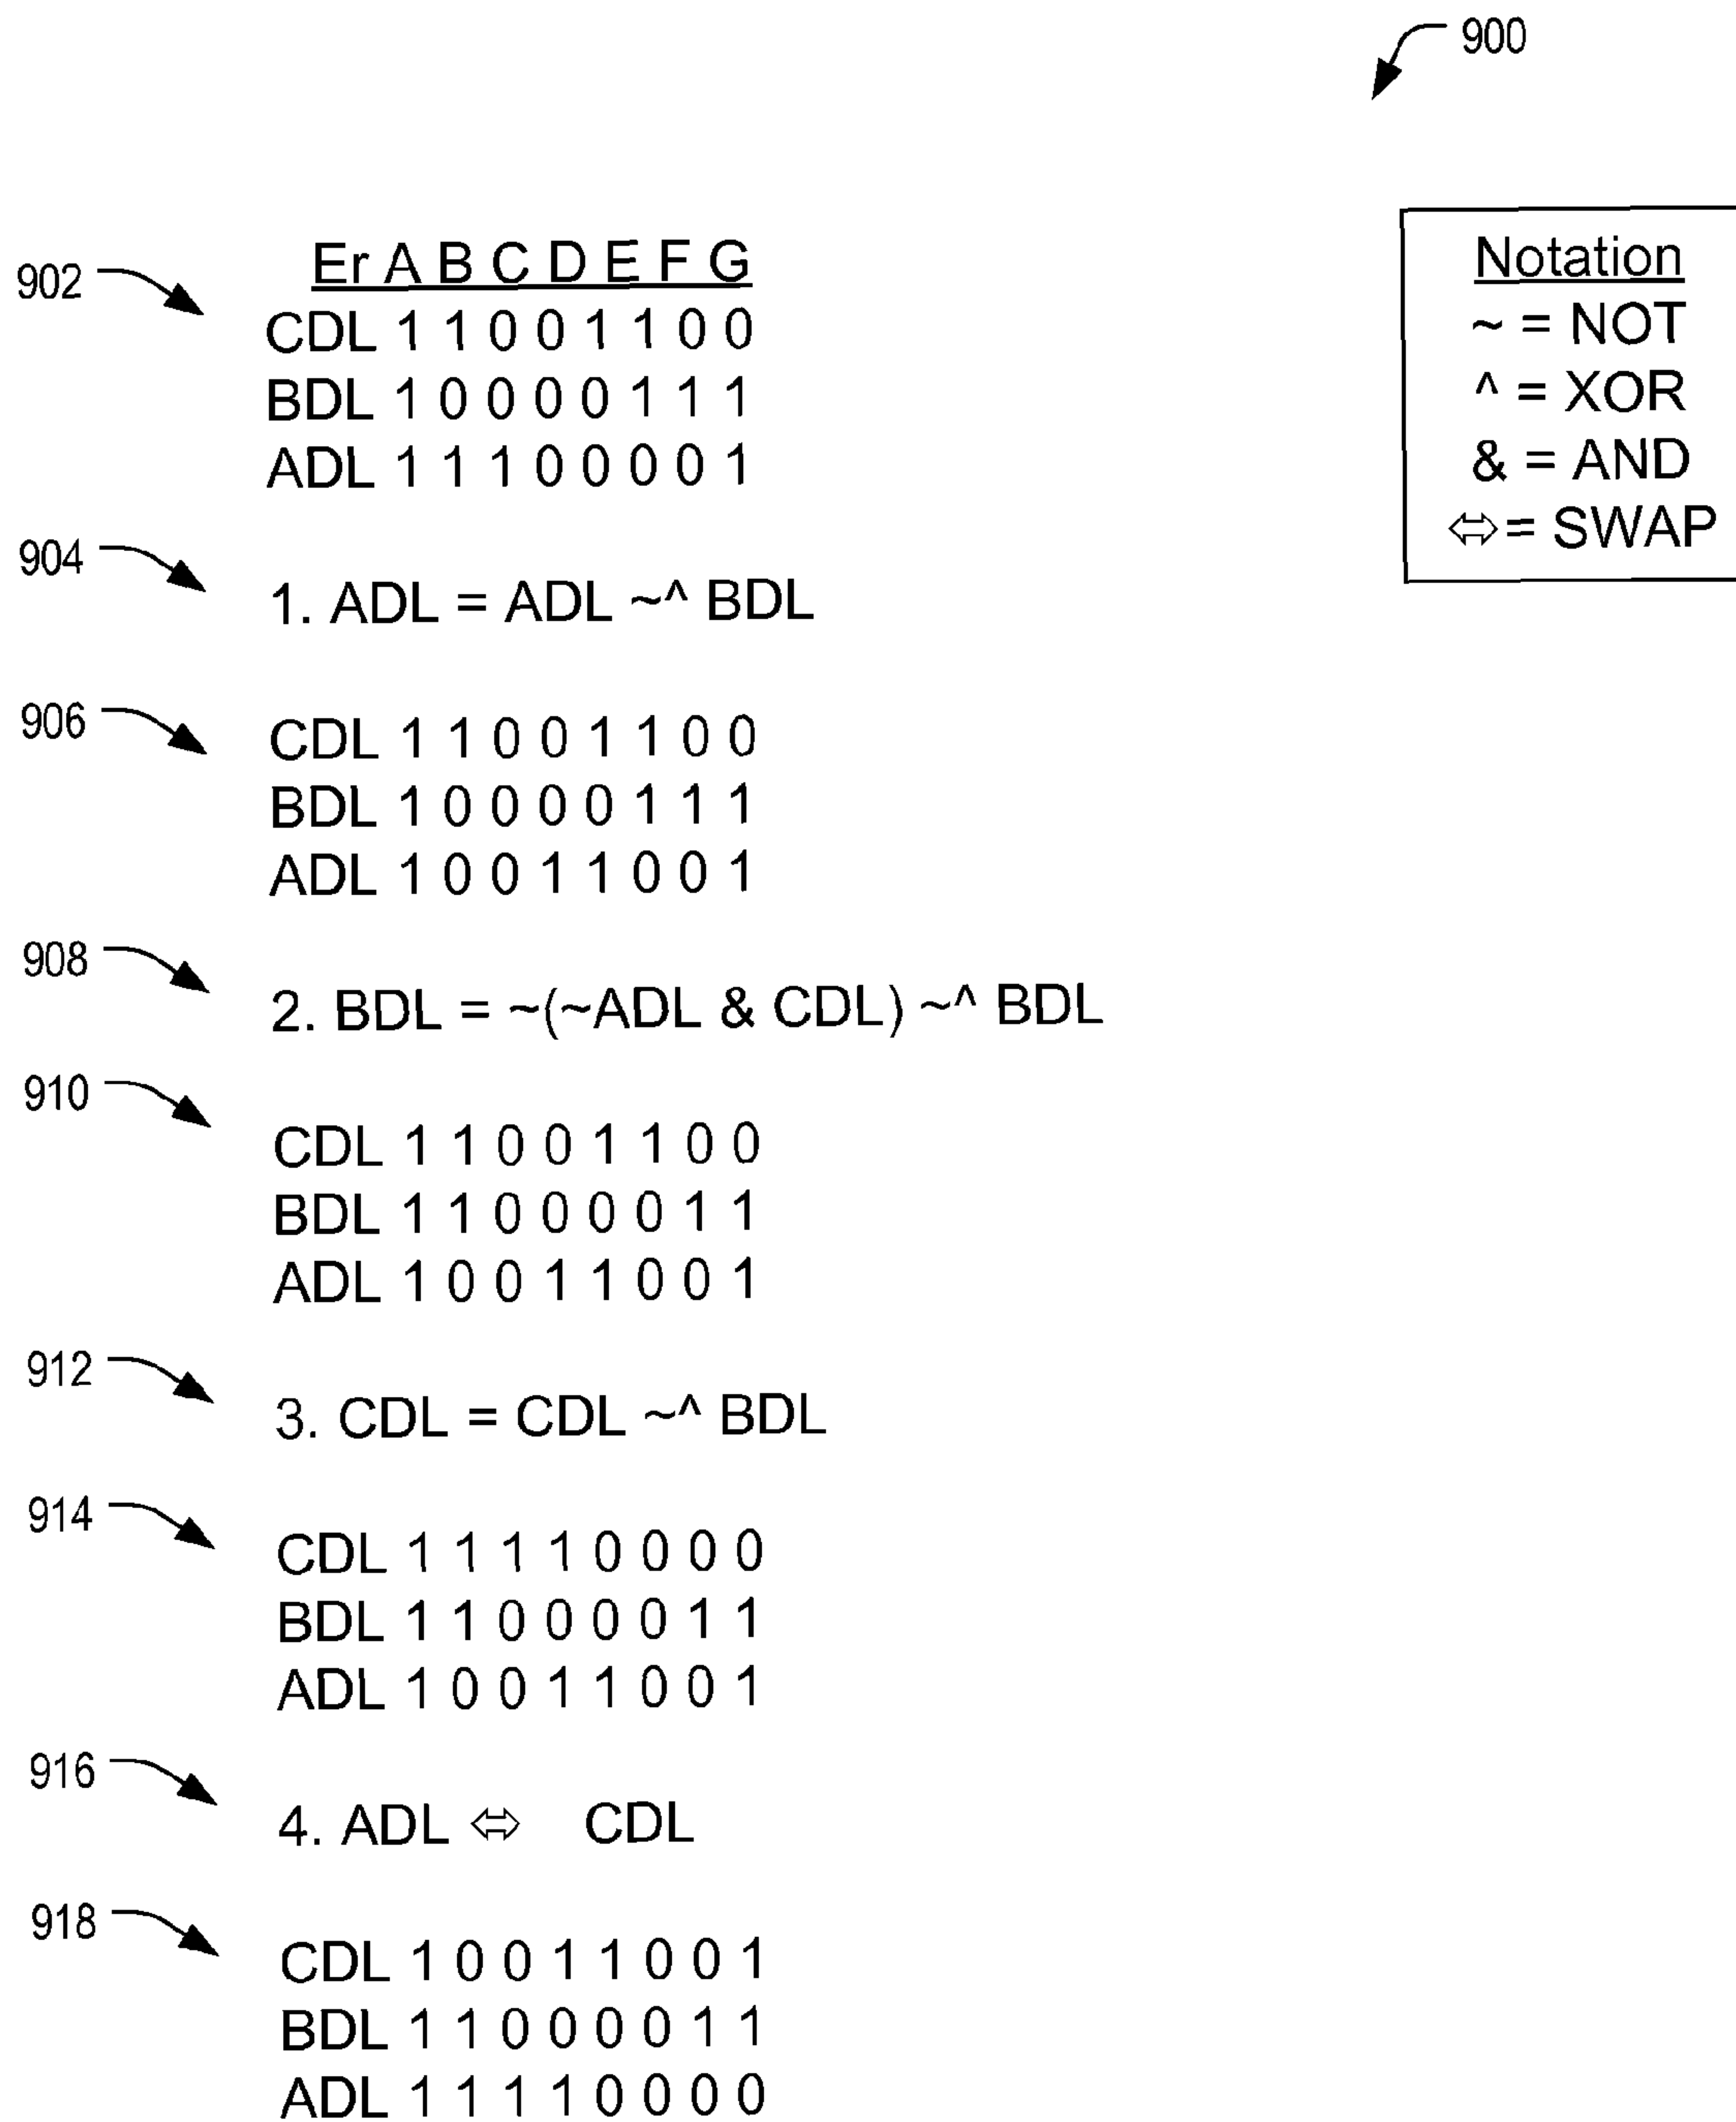 900
Er A B C D E F G
902
CDL 1 1 0 0 1 1 0 0
BDL 1 0 0 0 0 1 1 1
ADL 1 1 1 0 0 0 0 1
Notation
~ = NOT
^ = XOR
& = AND
⇔ = SWAP
904
1. ADL = ADL ~^ BDL
906
CDL 1 1 0 0 1 1 0 0
BDL 1 0 0 0 0 1 1 1
ADL 1 0 0 1 1 0 0 1
908
2. BDL = ~(~ADL & CDL) ~^ BDL
910
CDL 1 1 0 0 1 1 0 0
BDL 1 1 0 0 0 0 1 1
ADL 1 0 0 1 1 0 0 1
912
3. CDL = CDL ~^ BDL
914
CDL 1 1 1 1 0 0 0 0
BDL 1 1 0 0 0 0 1 1
ADL 1 0 0 1 1 0 0 1
916
4. ADL ⇔ CDL
918
CDL 1 0 0 1 1 0 0 1
BDL 1 1 0 0 0 0 1 1
ADL 1 1 1 1 0 0 0 0